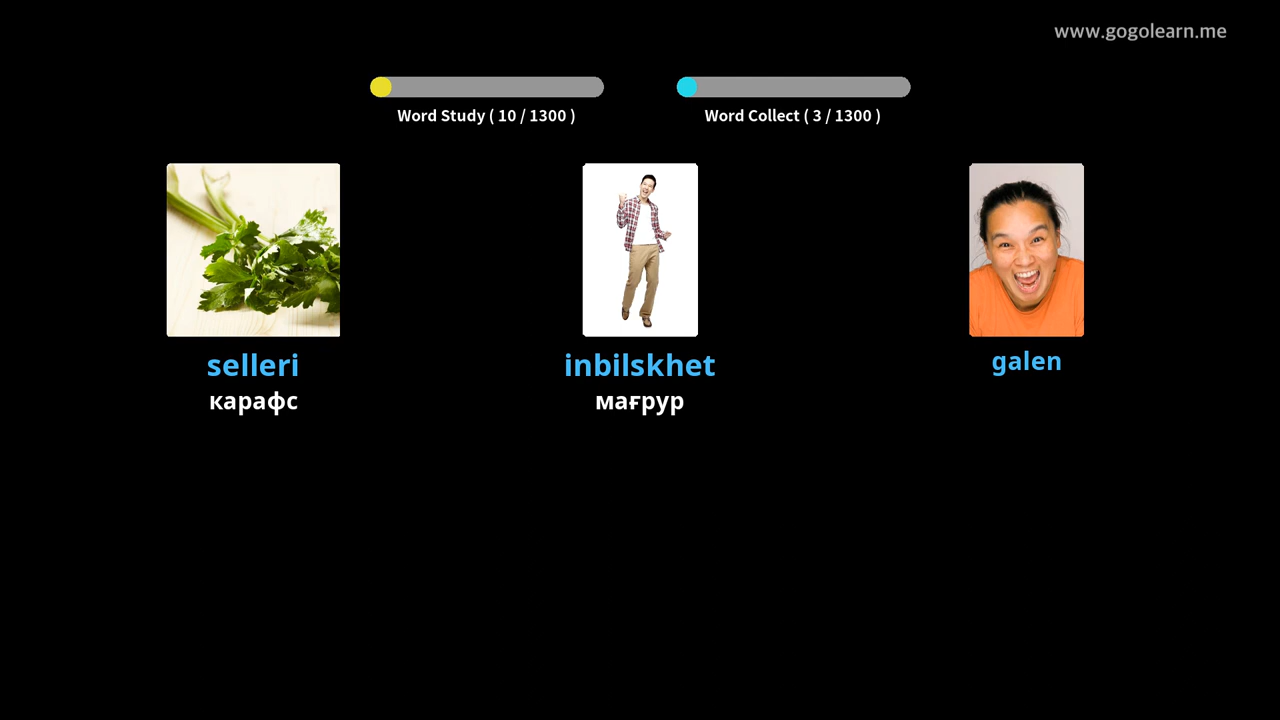 www.gogolearn.me
Word Study ( 10 / 1300 )
Word Collect ( 3 / 1300 )
selleri
карафс
inbilskhet
мағрур
galen